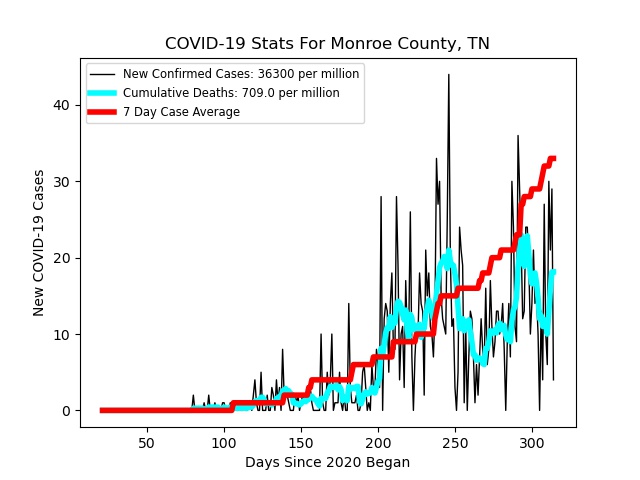 COVID-19 Stats For Monroe County, TN
New Confirmed Cases: 36300 per million
Cumulative Deaths: 709.0 per million
7 Day Case Average
New COVID-19 Cases
40
30
20
10
0
50
100
150
200
250
300
Days Since 2020 Began